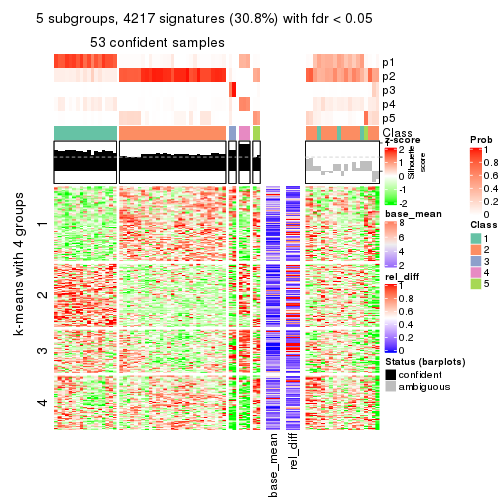 5 subgroups, 4217 signatures (30.8%) with fdr < 0.05
53 confident samples
p1
p2
p3
p4
p5
Class
z-score
2
1
0
-1
-2
Silhouette
score
1
k-means with 4 groups
1
2
3
4
base_mean
8
6
4
2
rel_diff
1
0.8
0.6
0.4
0.2
0
Status (barplots)
confident
ambiguous
Prob
1
0.8
0.6
0.4
0.2
0
Class
1
2
3
4
5
base_mean
rel_diff